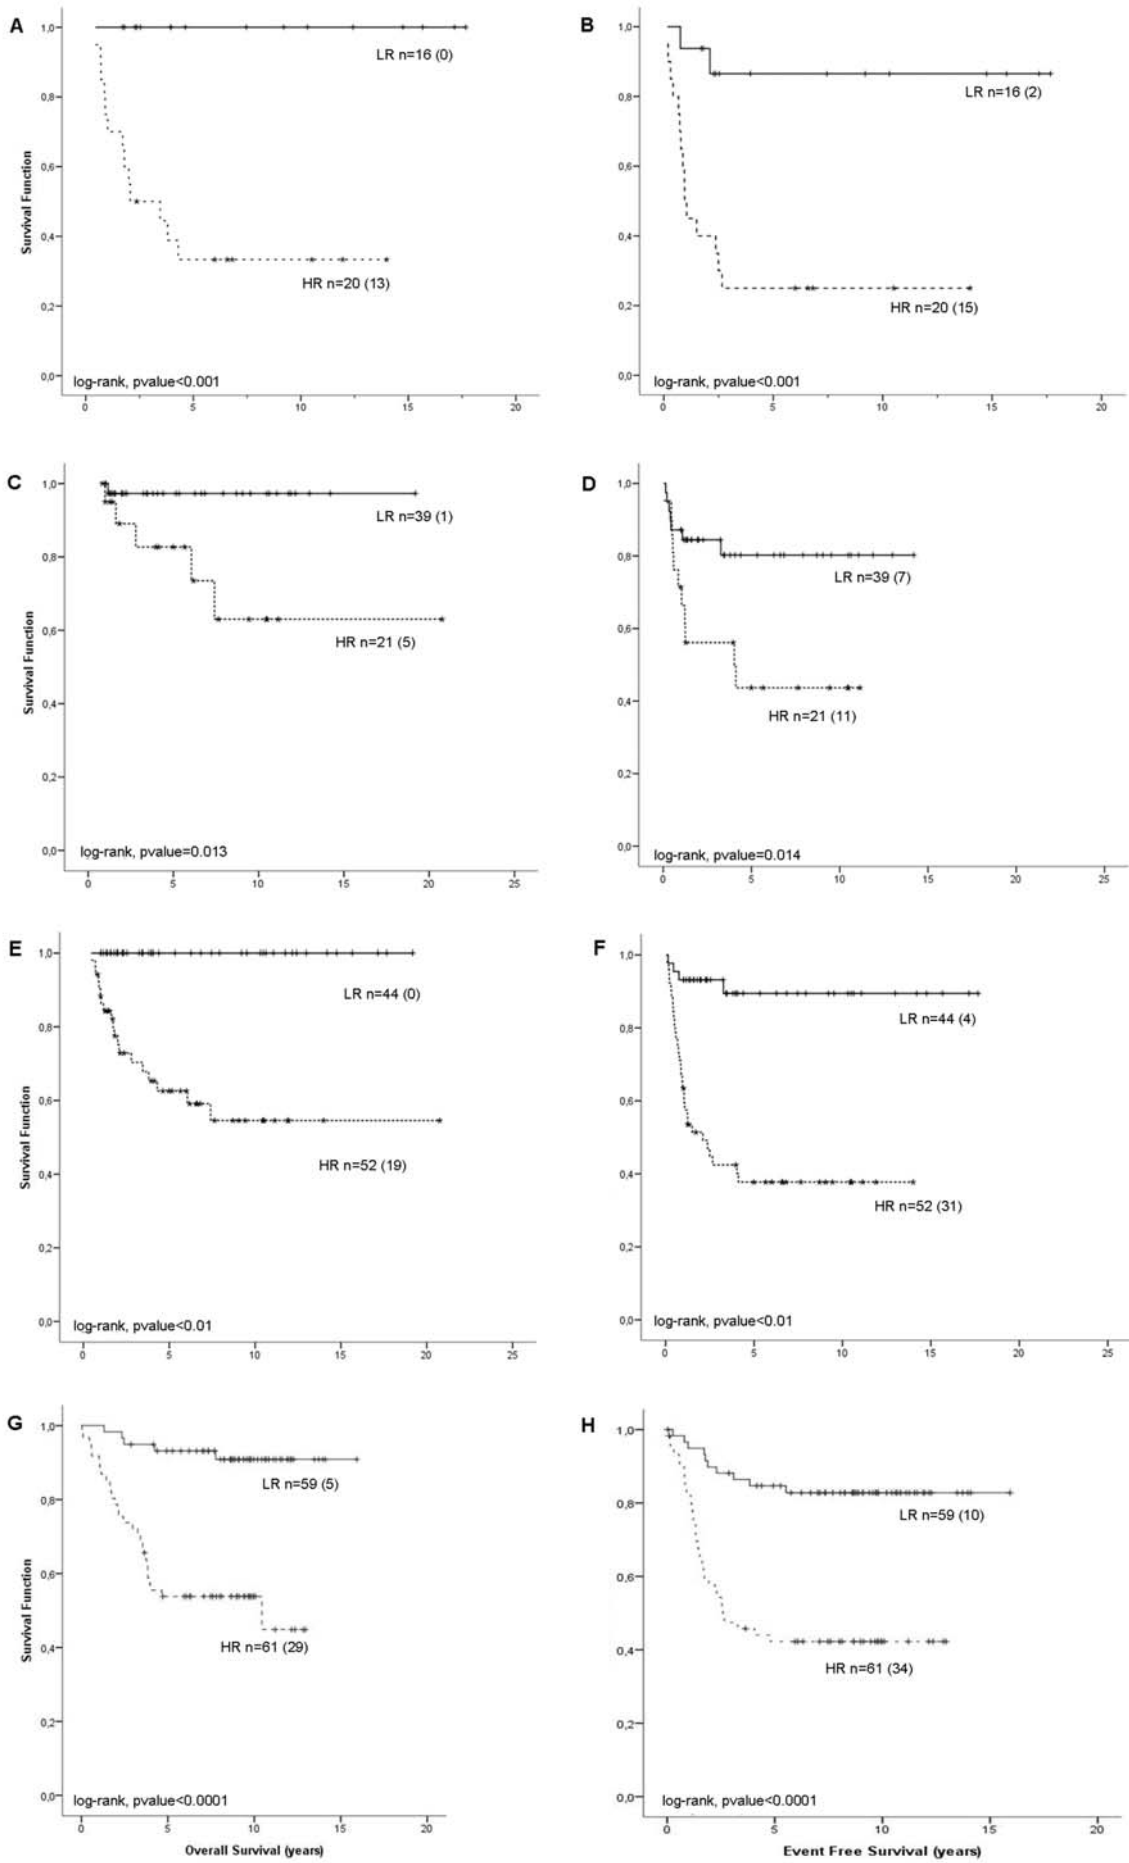 A
Survival Function
1,0
0,8
0,6
0,4
0,2
0,0
LR n=16 (0)
HR n=20 (13)
log-rank, pvalue<0.001
0 5 10 15 20
B
1,0
0,8
0,6
0,4
0,2
0,0
LR n=16 (2)
HR n=20 (15)
log-rank, pvalue<0.001
0 5 10 15 20
C
Survival Function
1,0
0,8
0,6
0,4
0,2
0,0
LR n=39 (1)
HR n=21 (5)
log-rank, pvalue=0.013
0 5 10 15 20 25
D
1,0
0,8
0,6
0,4
0,2
0,0
LR n=39 (7)
HR n=21 (11)
log-rank, pvalue=0.014
0 5 10 15 20 25
E
Survival Function
1,0
0,8
0,6
0,4
0,2
0,0
LR n=44 (0)
HR n=52 (19)
log-rank, pvalue<0.01
0 5 10 15 20 25
F
1,0
0,8
0,6
0,4
0,2
0,0
LR n=44 (4)
HR n=52 (31)
log-rank, pvalue<0.01
0 5 10 15 20 25
G
Survival Function
1,0
0,8
0,6
0,4
0,2
0,0
LR n=59 (5)
HR n=61 (29)
log-rank, pvalue<0.0001
0 5 10 15 20
Overall Survival (years)
H
1,0
0,8
0,6
0,4
0,2
0,0
LR n=59 (10)
HR n=61 (34)
log-rank, pvalue<0.0001
0 5 10 15 20
Event Free Survival (years)